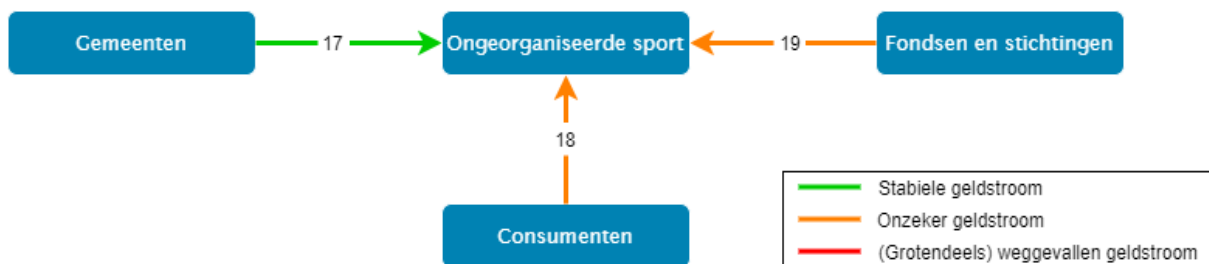 Gemeenten
17
Ongeorganiseerde sport
19
Fondsen en stichtingen
18
Consumenten
Stabiele geldstroom
Onzeker geldstroom
(Grotendeels) weggevallen geldstroom